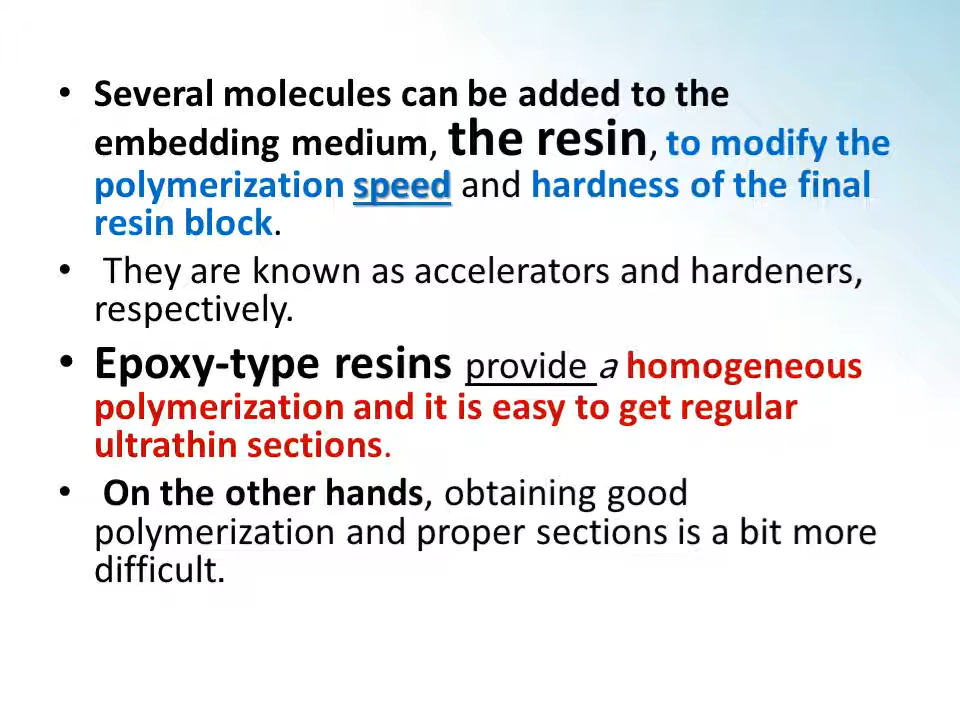 • Several molecules can be added to the
embedding medium, the resin, to modify the
polymerization speed and hardness of the final
resin block.
• They are known as accelerators and hardeners,
respectively.
• Epoxy-type resins provide a homogeneous
polymerization and it is easy to get regular
ultrathin sections.
• On the other hands, obtaining good
polymerization and proper sections is a bit more
difficult.